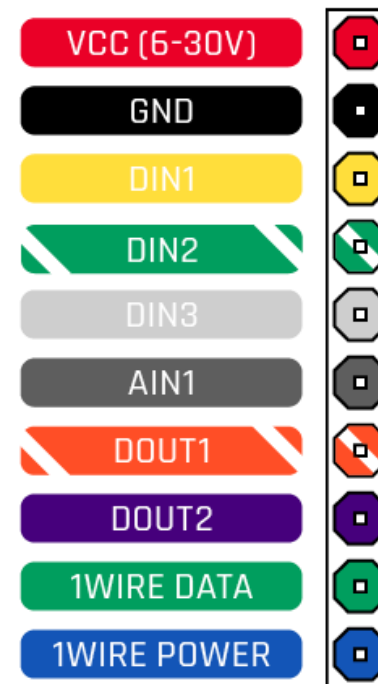 VCC (6-30V)
GND
DIN1
DIN2
DIN3
AIN1
DOUT1
DOUT2
1WIRE DATA
1WIRE POWER